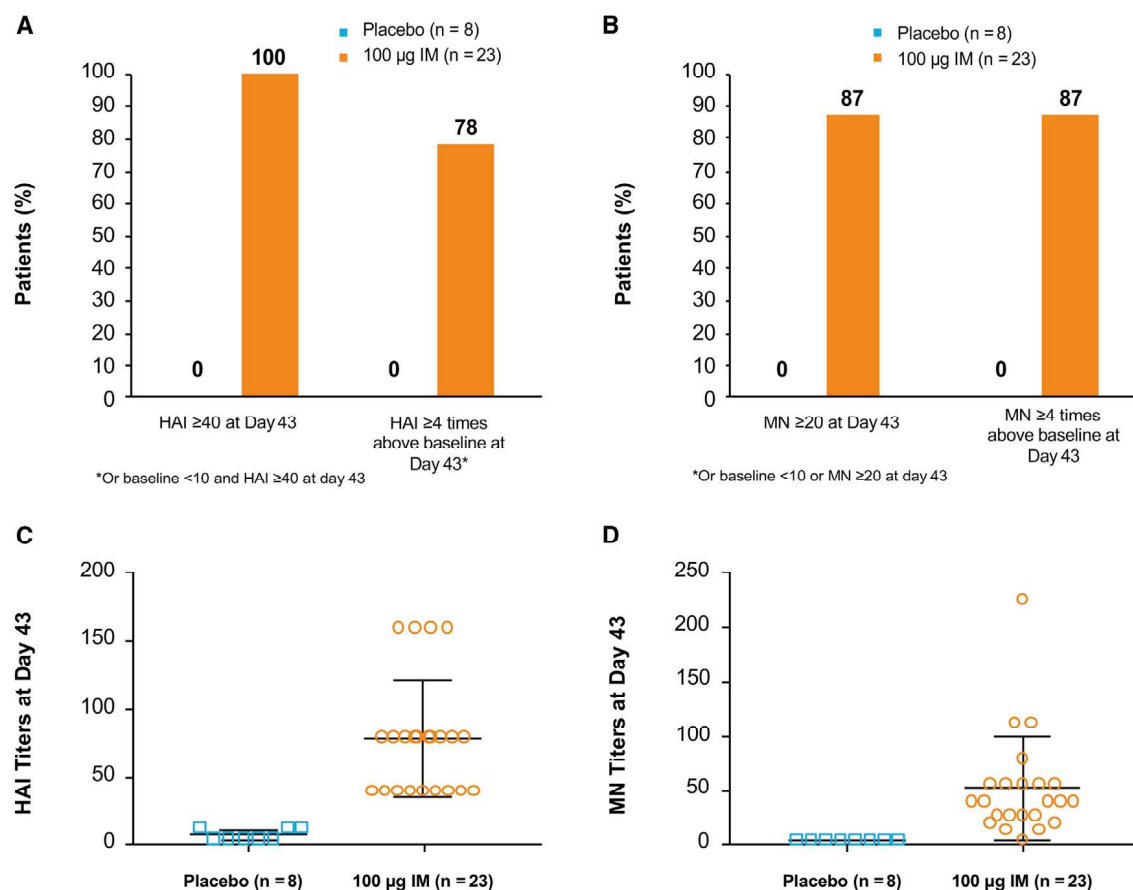 A
Placebo (n = 8)
100 µg IM (n = 23)
Patients (%)
100
90
80
70
60
50
40
30
20
10
0
0
100
0
78
HAI ≥40 at Day 43
HAI ≥4 times
above baseline at
Day 43*
*Or baseline <10 and HAI ≥40 at day 43
B
Placebo (n = 8)
100 µg IM (n = 23)
Patients (%)
100
90
80
70
60
50
40
30
20
10
0
0
87
0
87
MN ≥20 at Day 43
MN ≥4 times
above baseline at
Day 43
*Or baseline <10 or MN ≥20 at day 43
C
HAI Titers at Day 43
200
150
100
50
0
Placebo (n = 8)
100 µg IM (n = 23)
D
MN Titers at Day 43
250
200
150
100
50
0
Placebo (n = 8)
100 µg IM (n = 23)